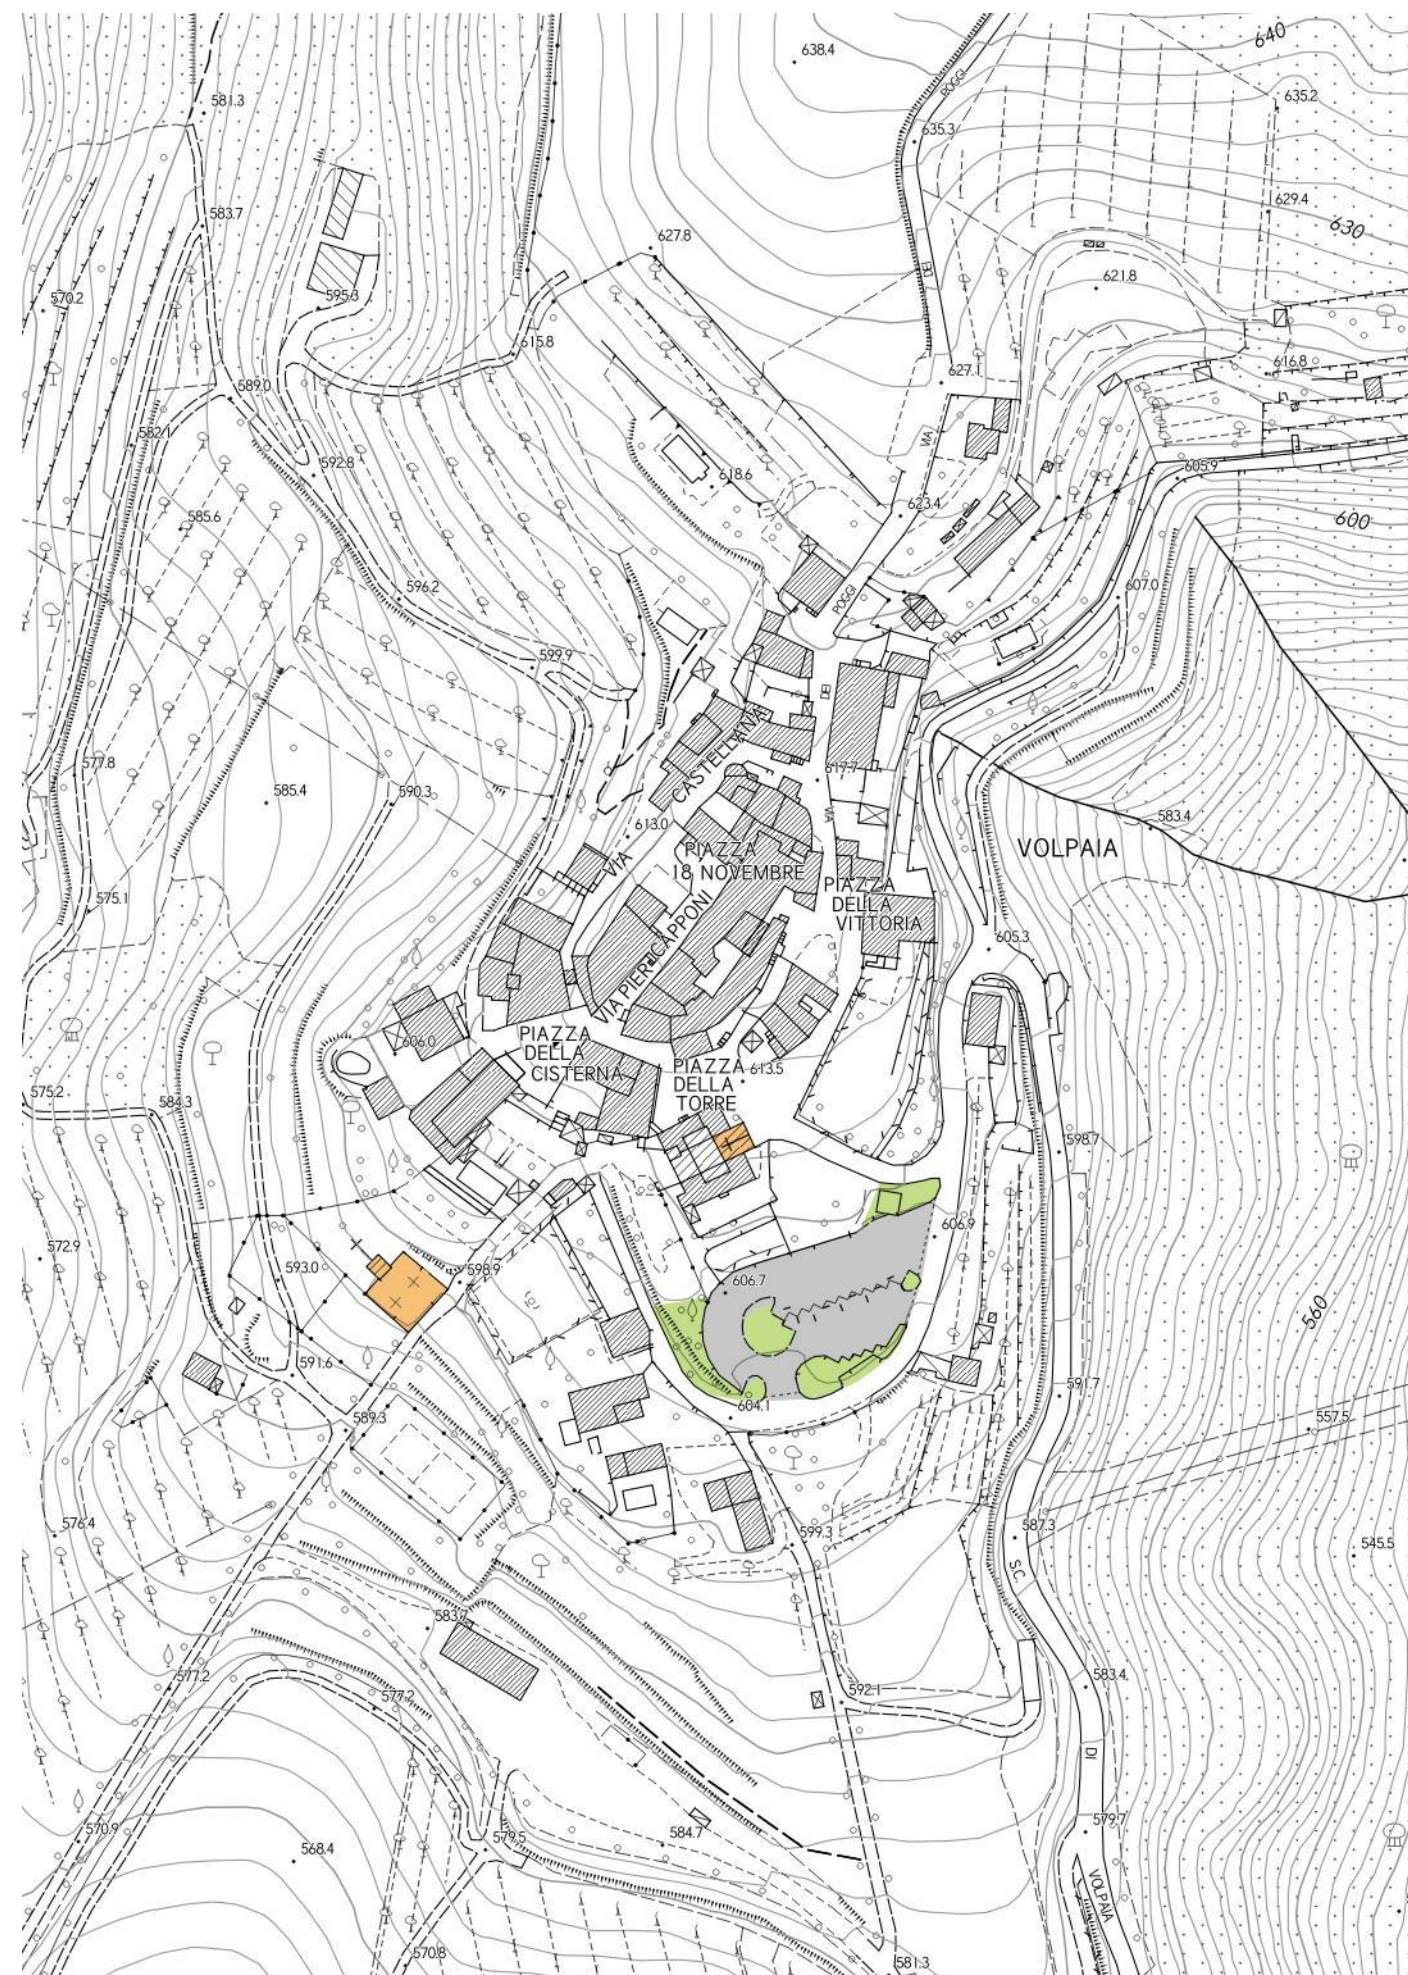 640
638.4
POGGI
635.2
581.3
635.3
629.4
583.7
630
627.8
DEI
621.8
570.2
595.3
615.8
616.8
627.1
589.0
VIA
582.1
592.8
605.9
618.6
623.4
585.6
600
596.2
607.0
POGGI
599.9
DEI
CASTELLANA
577.8
617.7
585.4
590.3
VIA
583.4
613.0
VOLPAIA
PIAZZA
18 NOVEMBRE
VIA
PIAZZA
DELLA
VITTORIA
575.1
VIA PIER CAPPONI
605.3
PIAZZA
DELLA
CISTERNA
606.0
PIAZZA
DELLA
TORRE
613.5
575.2
584.3
598.7
606.9
572.9
593.0
598.9
606.7
560
591.6
591.7
604.1
589.3
557.5
576.4
599.3
587.3
545.5
S.C.
583.7
577.2
583.4
577.2
592.1
DI
579.7
570.9
584.7
579.5
568.4
VOLPAIA
570.8
581.3